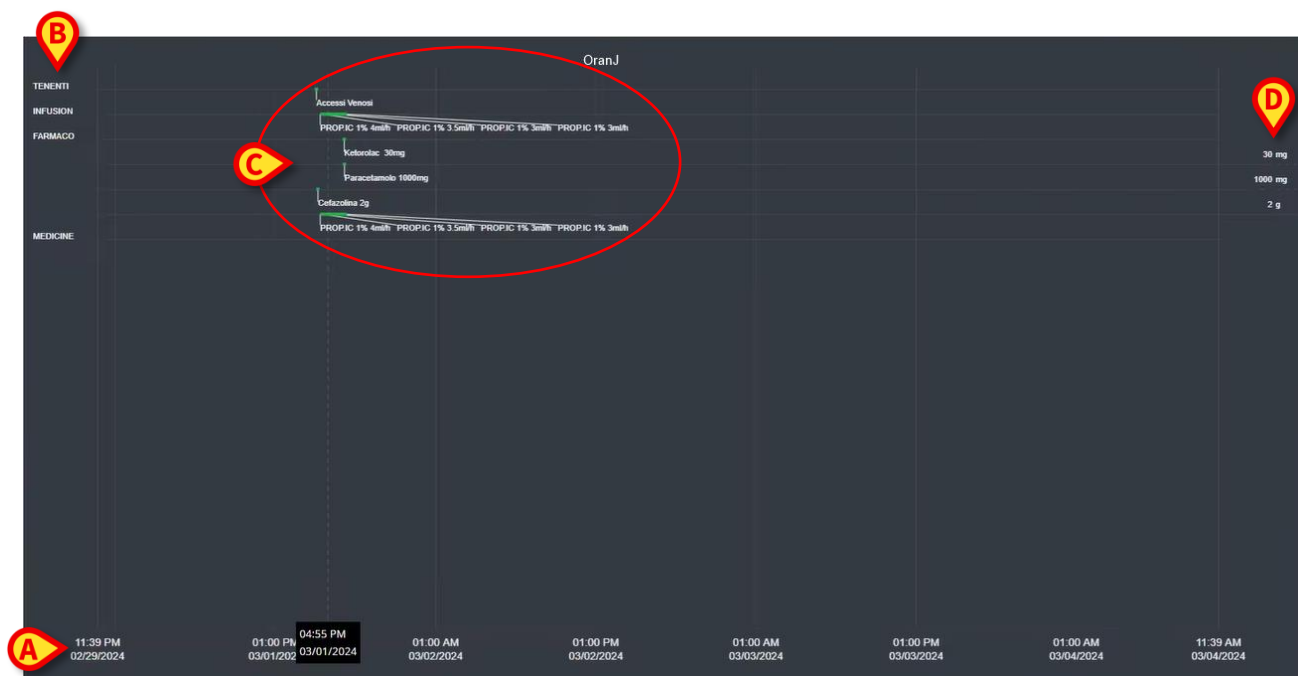 B
OranJ
TENENTI
D
Accessi Venosi
INFUSION
PROP.IC 1% 4ml/h PROP.IC 1% 3.5ml/h PROP.IC 1% 3ml/h PROP.IC 1% 3ml/h
FARMACO
C
Ketorolac 30mg
30 mg
Paracetamolo 1000mg
1000 mg
Cefazolina 2g
2 g
PROP.IC 1% 4ml/h PROP.IC 1% 3.5ml/h PROP.IC 1% 3ml/h PROP.IC 1% 3ml/h
MEDICINE
A
11:39 PM
02/29/2024
01:00 PM
03/01/202
04:55 PM
03/01/2024
01:00 AM
03/02/2024
01:00 PM
03/02/2024
01:00 AM
03/03/2024
01:00 PM
03/03/2024
01:00 AM
03/04/2024
11:39 AM
03/04/2024